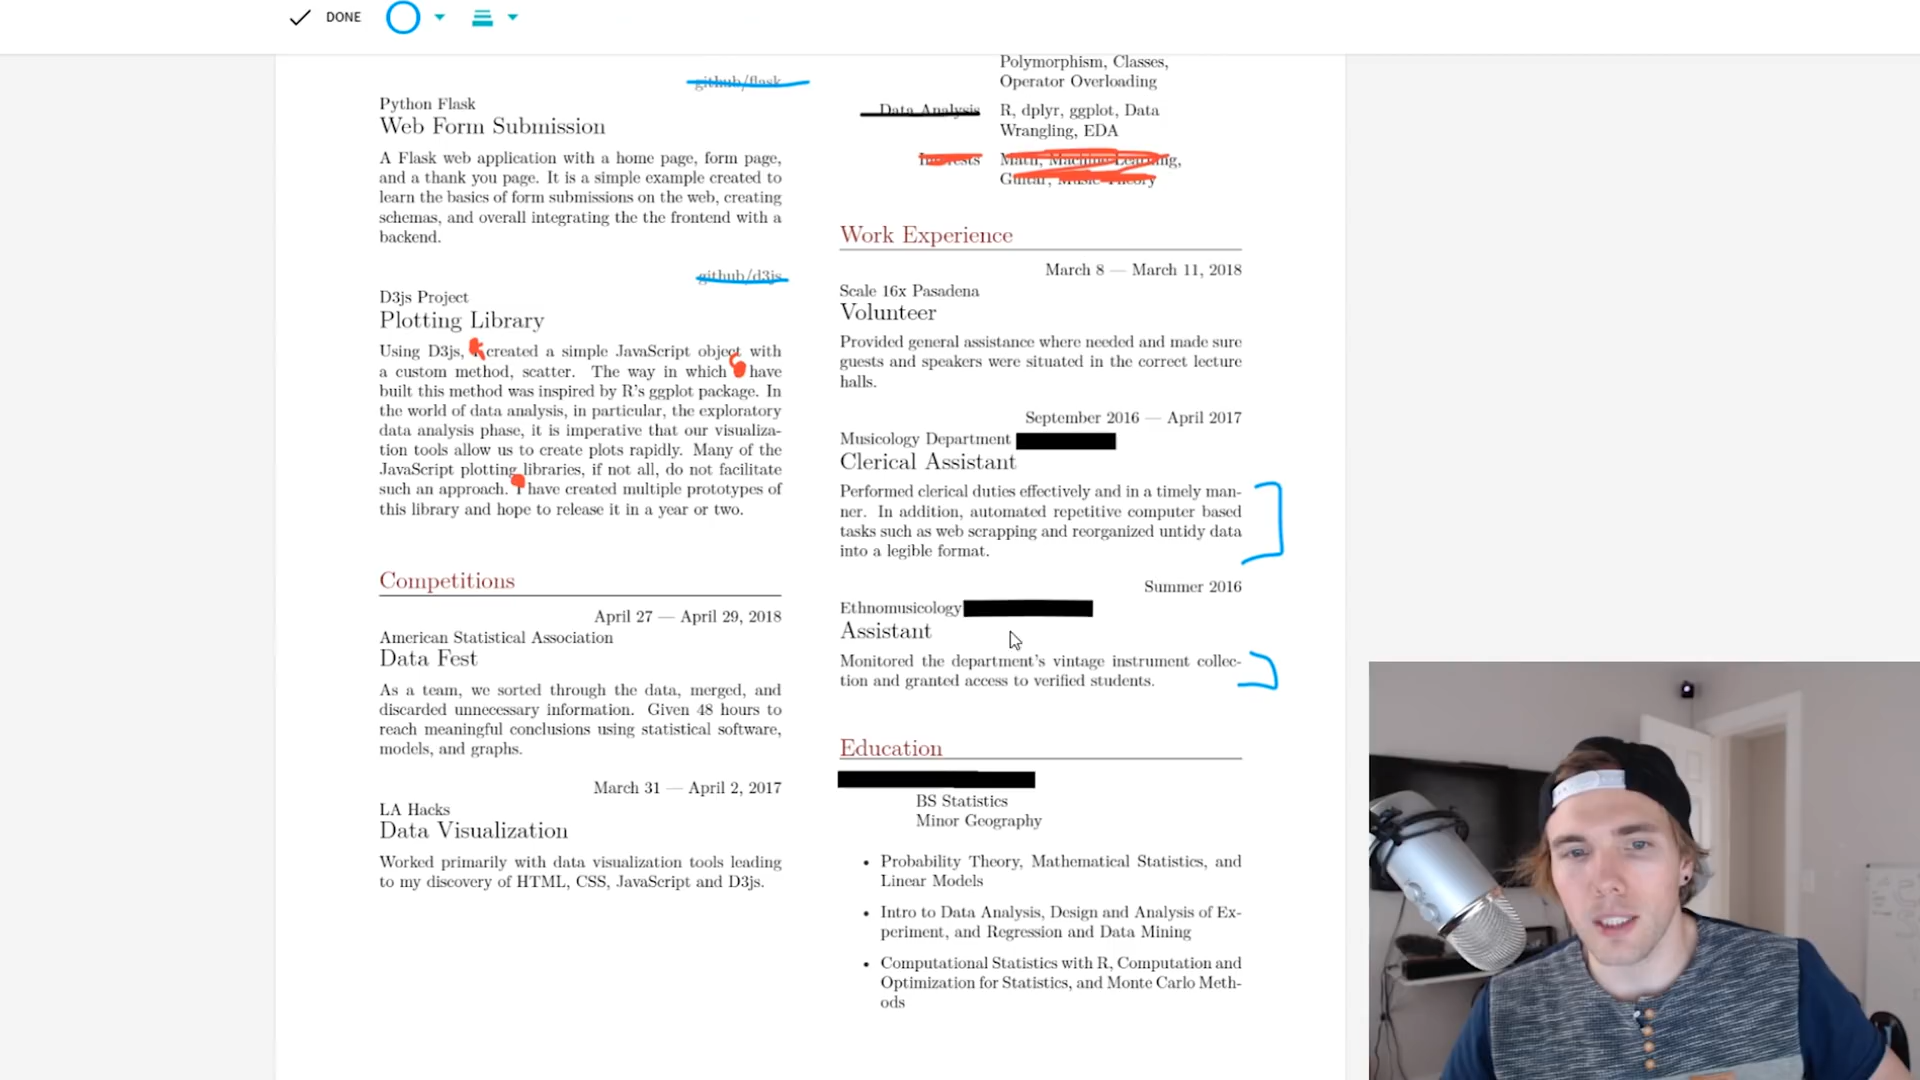 DONE
github/flask
Python Flask
Web Form Submission
A Flask web application with a home page, form page,
and a thank you page. It is a simple example created to
learn the basics of form submissions on the web, creating
schemas, and overall integrating the the frontend with a
backend.
github/d3js
D3js Project
Plotting Library
Using D3js, created a simple JavaScript object with
a custom method, scatter. The way in which have
built this method was inspired by R's ggplot package. In
the world of data analysis, in particular, the exploratory
data analysis phase, it is imperative that our visualiza-
tion tools allow us to create plots rapidly. Many of the
JavaScript plotting libraries, if not all, do not facilitate
such an approach. I have created multiple prototypes of
this library and hope to release it in a year or two.
Competitions
April 27 — April 29, 2018
American Statistical Association
Data Fest
As a team, we sorted through the data, merged, and
discarded unnecessary information. Given 48 hours to
reach meaningful conclusions using statistical software,
models, and graphs.
March 31 — April 2, 2017
LA Hacks
Data Visualization
Worked primarily with data visualization tools leading
to my discovery of HTML, CSS, JavaScript and D3js.
Polymorphism, Classes,
Operator Overloading
Data Analysis R, dplyr, ggplot, Data
Wrangling, EDA
Interests Math, Machine Learning,
Guitar, Music Theory
Work Experience
March 8 — March 11, 2018
Scale 16x Pasadena
Volunteer
Provided general assistance where needed and made sure
guests and speakers were situated in the correct lecture
halls.
September 2016 — April 2017
Musicology Department
Clerical Assistant
Performed clerical duties effectively and in a timely man-
ner. In addition, automated repetitive computer based
tasks such as web scrapping and reorganized untidy data
into a legible format.
Summer 2016
Ethnomusicology
Assistant
Monitored the department's vintage instrument collec-
tion and granted access to verified students.
Education
BS Statistics
Minor Geography
• Probability Theory, Mathematical Statistics, and
Linear Models
• Intro to Data Analysis, Design and Analysis of Ex-
periment, and Regression and Data Mining
• Computational Statistics with R, Computation and
Optimization for Statistics, and Monte Carlo Meth-
ods